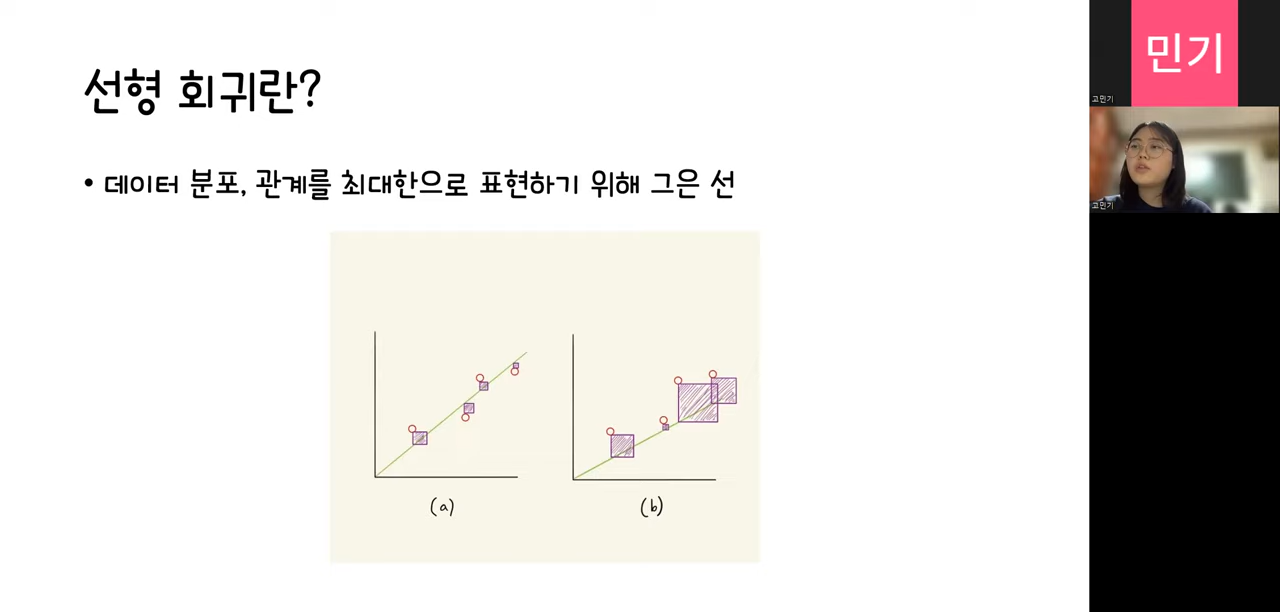 선형 회귀란?
• 데이터 분포, 관계를 최대한으로 표현하기 위해 그은 선
(a)
(b)
민기
고민기
고민기